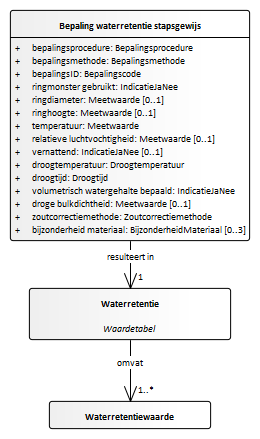 Bepaling waterretentie stapsgewijs
+ bepalingsprocedure: Bepalingsprocedure
+ bepalingsmethode: Bepalingsmethode
+ bepalingsID: Bepalingscode
+ ringmonster gebruikt: IndicatieJaNee
+ ringdiameter: Meetwaarde [0..1]
+ ringhoogte: Meetwaarde [0..1]
+ temperatuur: Meetwaarde
+ relatieve luchtvochtigheid: Meetwaarde [0..1]
+ vernattend: IndicatieJaNee [0..1]
+ droogtemperatuur: Droogtemperatuur
+ droogtijd: Droogtijd
+ volumetrisch watergehalte bepaald: IndicatieJaNee
+ droge bulkdichtheid: Meetwaarde [0..1]
+ zoutcorrectiemethode: Zoutcorrectiemethode
+ bijzonderheid materiaal: BijzonderheidMateriaal [0..3]
resulteert in
1
Waterretentie
Waardetabel
omvat
1..*
Waterretentiewaarde